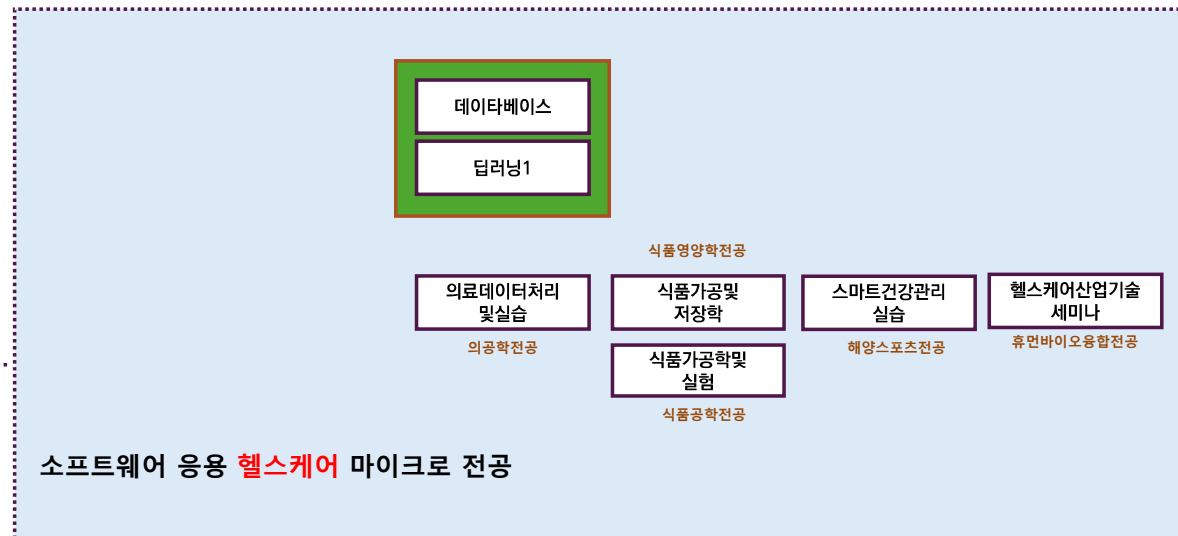 데이타베이스
딥러닝1
식품영양학전공
의료데이터처리
및실습
의공학전공
식품가공및
저장학
식품가공학및
실험
식품공학전공
스마트건강관리
실습
해양스포츠전공
헬스케어산업기술
세미나
휴먼바이오융합전공
소프트웨어 응용 헬스케어 마이크로 전공